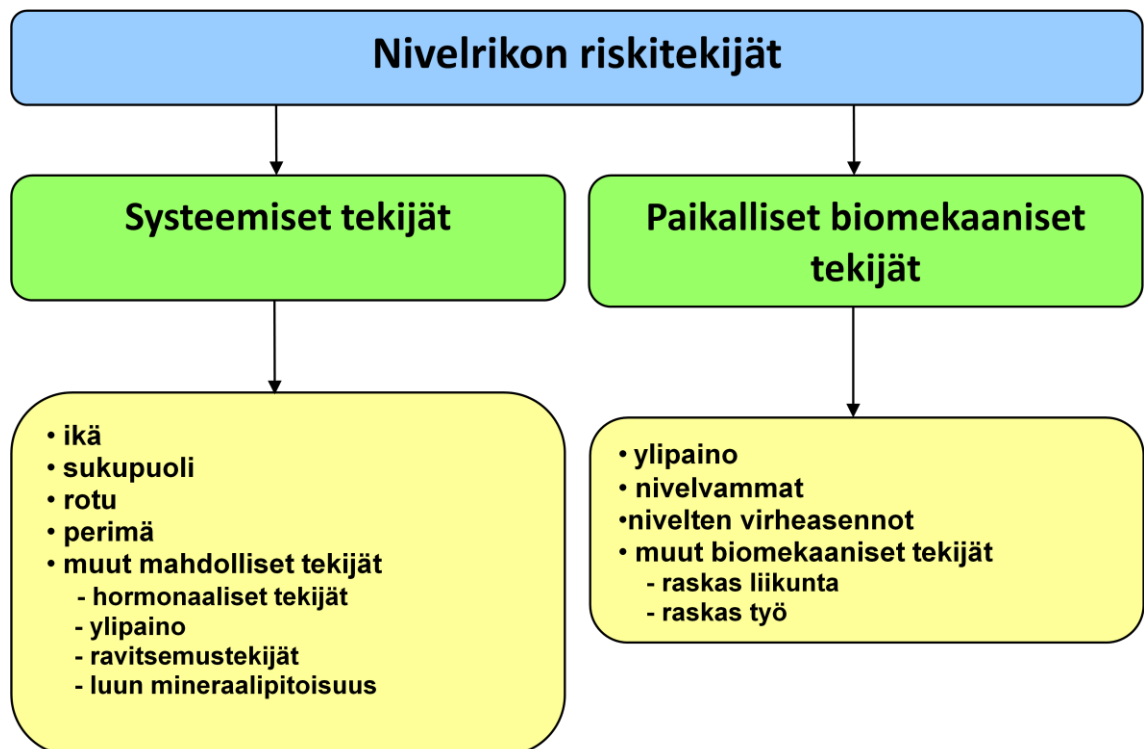 Nivelrikon riskitekijät
Systeemiset tekijät
Paikalliset biomekaaniset
tekijät
• ikä
• sukupuoli
• rotu
• perimä
• muut mahdolliset tekijät
- hormonaaliset tekijät
- ylipaino
- ravitsemustekijät
- luun mineraalipitoisuus
• ylipaino
• nivelvammat
•nivelten virheasennot
• muut biomekaaniset tekijät
- raskas liikunta
- raskas työ